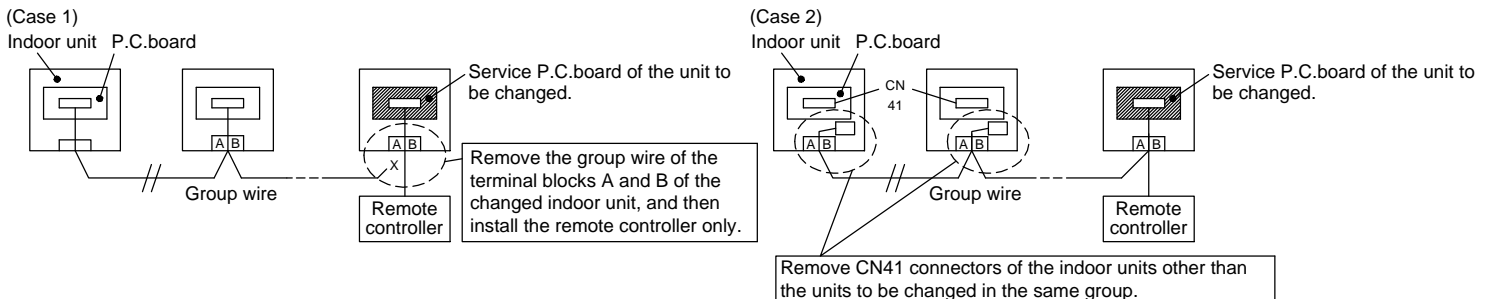 (Case 1)
Indoor unit P.C.board
Service P.C.board of the unit to
be changed.
A B
A B
X
Group wire
Remove the group wire of the
terminal blocks A and B of the
changed indoor unit, and then
install the remote controller only.
Remote
controller
(Case 2)
Indoor unit P.C.board
CN
41
Service P.C.board of the unit to
be changed.
A B
A B
A B
Group wire
Remote
controller
Remove CN41 connectors of the indoor units other than
the units to be changed in the same group.